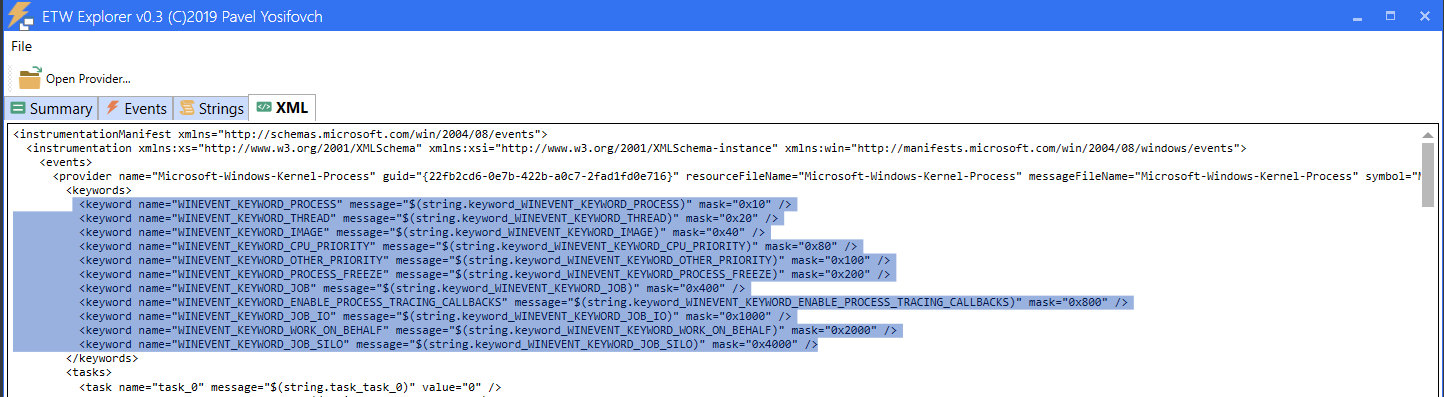 ETW Explorer v0.3 (C)2019 Pavel Yosifovch
File
Open Provider...
Summary Events Strings XML
<instrumentationManifest xmlns="http://schemas.microsoft.com/win/2004/08/events">
<instrumentation xmlns:xs="http://www.w3.org/2001/XMLSchema" xmlns:xsi="http://www.w3.org/2001/XMLSchema-instance" xmlns:win="http://manifests.microsoft.com/win/2004/08/windows/events">
<events>
<provider name="Microsoft-Windows-Kernel-Process" guid="{22fb2cd6-0e7b-422b-a0c7-2fad1fd0e716}" resourceFileName="Microsoft-Windows-Kernel-Process" messageFileName="Microsoft-Windows-Kernel-Process" symbol="
<keywords>
<keyword name="WINEVENT_KEYWORD_PROCESS" message="$(string.keyword_WINEVENT_KEYWORD_PROCESS)" mask="0x10" />
<keyword name="WINEVENT_KEYWORD_THREAD" message="$(string.keyword_WINEVENT_KEYWORD_THREAD)" mask="0x20" />
<keyword name="WINEVENT_KEYWORD_IMAGE" message="$(string.keyword_WINEVENT_KEYWORD_IMAGE)" mask="0x40" />
<keyword name="WINEVENT_KEYWORD_CPU_PRIORITY" message="$(string.keyword_WINEVENT_KEYWORD_CPU_PRIORITY)" mask="0x80" />
<keyword name="WINEVENT_KEYWORD_OTHER_PRIORITY" message="$(string.keyword_WINEVENT_KEYWORD_OTHER_PRIORITY)" mask="0x100" />
<keyword name="WINEVENT_KEYWORD_PROCESS_FREEZE" message="$(string.keyword_WINEVENT_KEYWORD_PROCESS_FREEZE)" mask="0x200" />
<keyword name="WINEVENT_KEYWORD_JOB" message="$(string.keyword_WINEVENT_KEYWORD_JOB)" mask="0x400" />
<keyword name="WINEVENT_KEYWORD_ENABLE_PROCESS_TRACING_CALLBACKS" message="$(string.keyword_WINEVENT_KEYWORD_ENABLE_PROCESS_TRACING_CALLBACKS)" mask="0x800" />
<keyword name="WINEVENT_KEYWORD_JOB_IO" message="$(string.keyword_WINEVENT_KEYWORD_JOB_IO)" mask="0x1000" />
<keyword name="WINEVENT_KEYWORD_WORK_ON_BEHALF" message="$(string.keyword_WINEVENT_KEYWORD_WORK_ON_BEHALF)" mask="0x2000" />
<keyword name="WINEVENT_KEYWORD_JOB_SILO" message="$(string.keyword_WINEVENT_KEYWORD_JOB_SILO)" mask="0x4000" />
</keywords>
<tasks>
<task name="task_0" message="$(string.task_task_0)" value="0" />